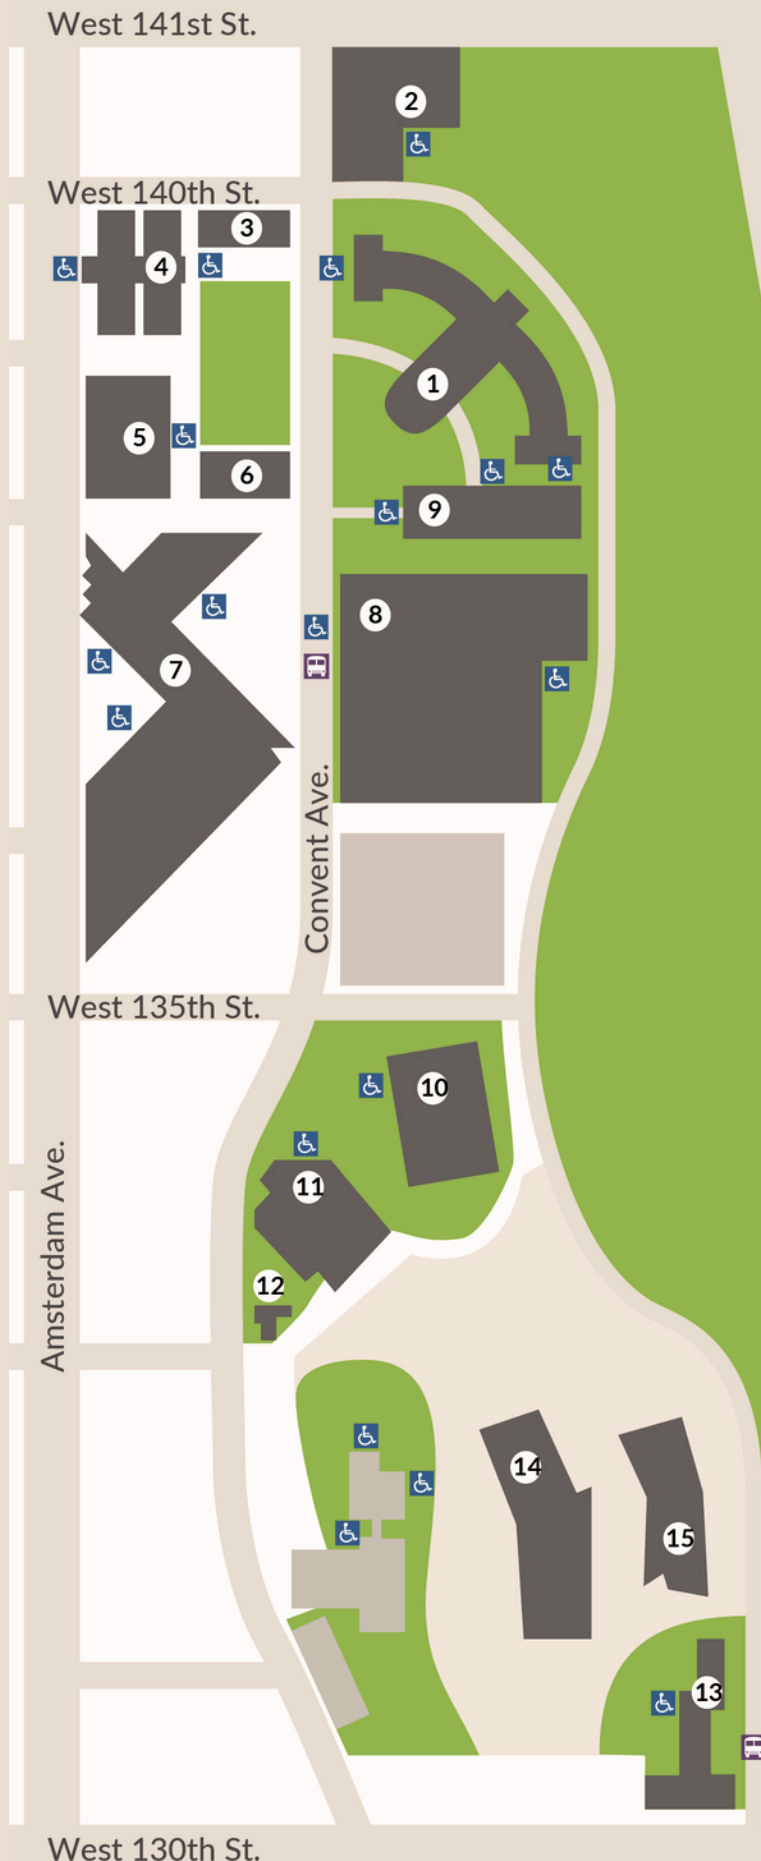 West 141st St.
2
West 140th St.
3
4
1
5
6
9
8
7
Convent Ave.
West 135th St.
10
11
Amsterdam Ave.
12
14
15
13
West 130th St.